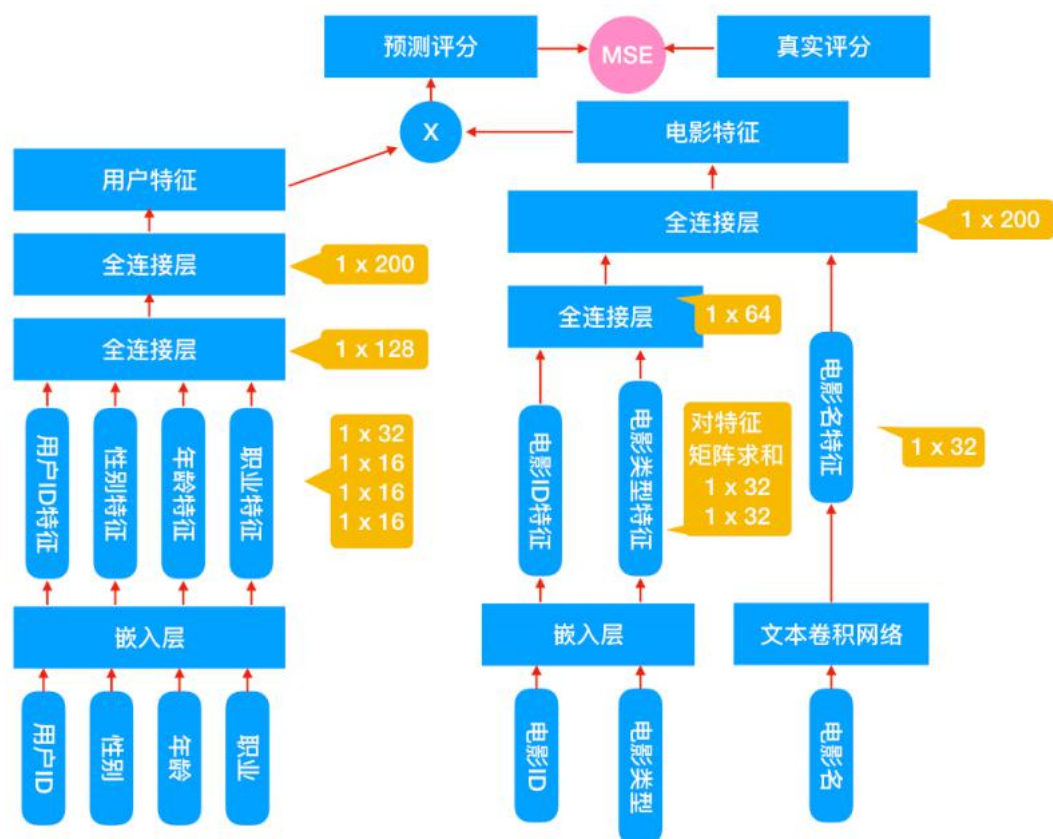 预测评分
MSE
真实评分
X
电影特征
用户特征
全连接层
1 x 200
全连接层
1 x 200
全连接层
1 x 64
全连接层
1 x 128
用户ID特征
性别特征
年龄特征
职业特征
1 x 32
1 x 16
1 x 16
1 x 16
电影ID特征
电影类型特征
对特征
矩阵求和
1 x 32
1 x 32
电影名特征
1 x 32
嵌入层
嵌入层
文本卷积网络
用户ID
性别
年龄
职业
电影ID
电影类型
电影名